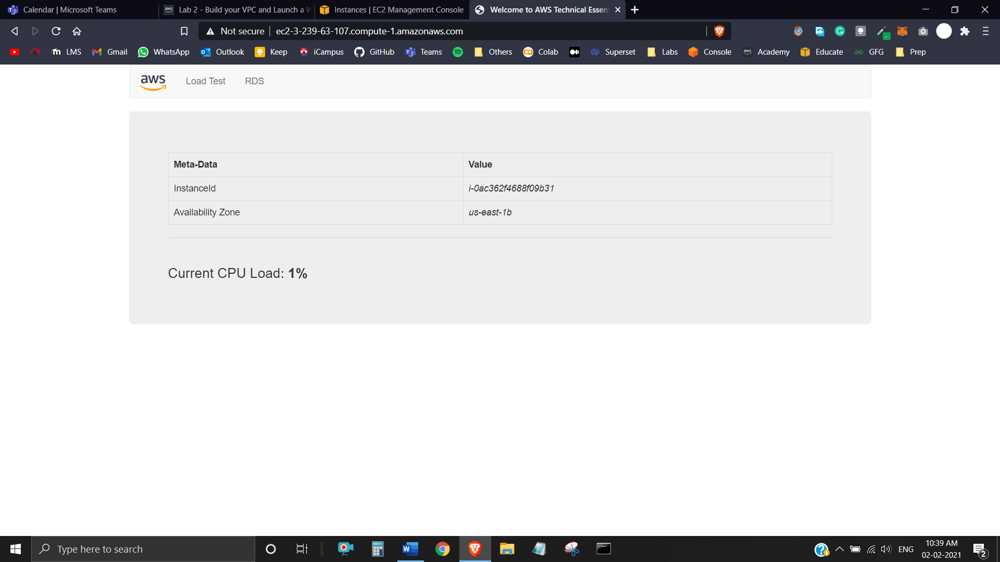 Calendar | Microsoft Teams
Lab 2 - Build your VPC and Launch a W
Instances | EC2 Management Console
Welcome to AWS Technical Essen
Not secure
ec2-3-239-63-107.compute-1.amazonaws.com
LMS
Gmail
WhatsApp
Outlook
Keep
iCampus
GitHub
Teams
Others
Colab
Superset
Labs
Console
Academy
Educate
GFG
Prep
aws
Load Test
RDS
Meta-Data
Value
InstanceId
i-0ac362f4688f09b31
Availability Zone
us-east-1b
Current CPU Load: 1%
Type here to search
ENG
10:39 AM
02-02-2021
2